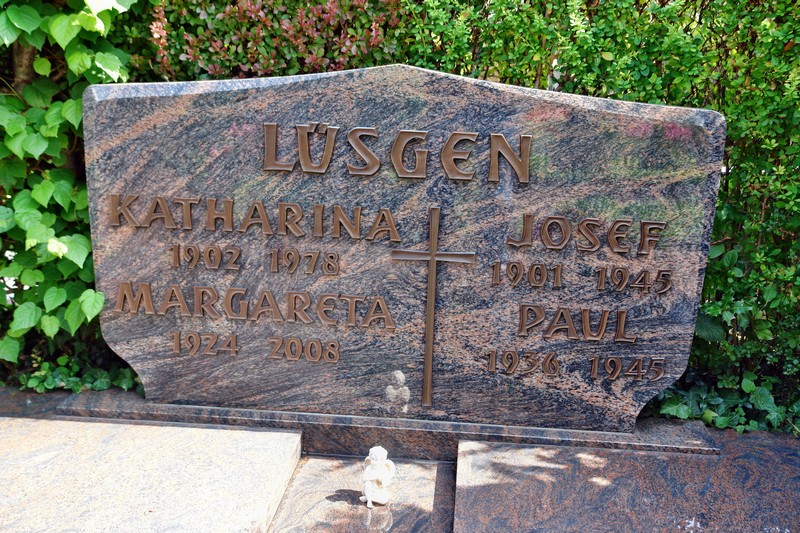 LÜSGEN
KATHARINA
1902 1978
MARGARETA
1924 2008
JOSEF
1901 1945
PAUL
1936 1945